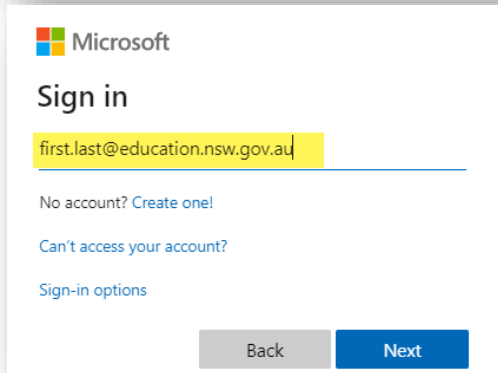 Microsoft
Sign in
first.last@education.nsw.gov.au
No account? Create one!
Can't access your account?
Sign-in options
Back Next